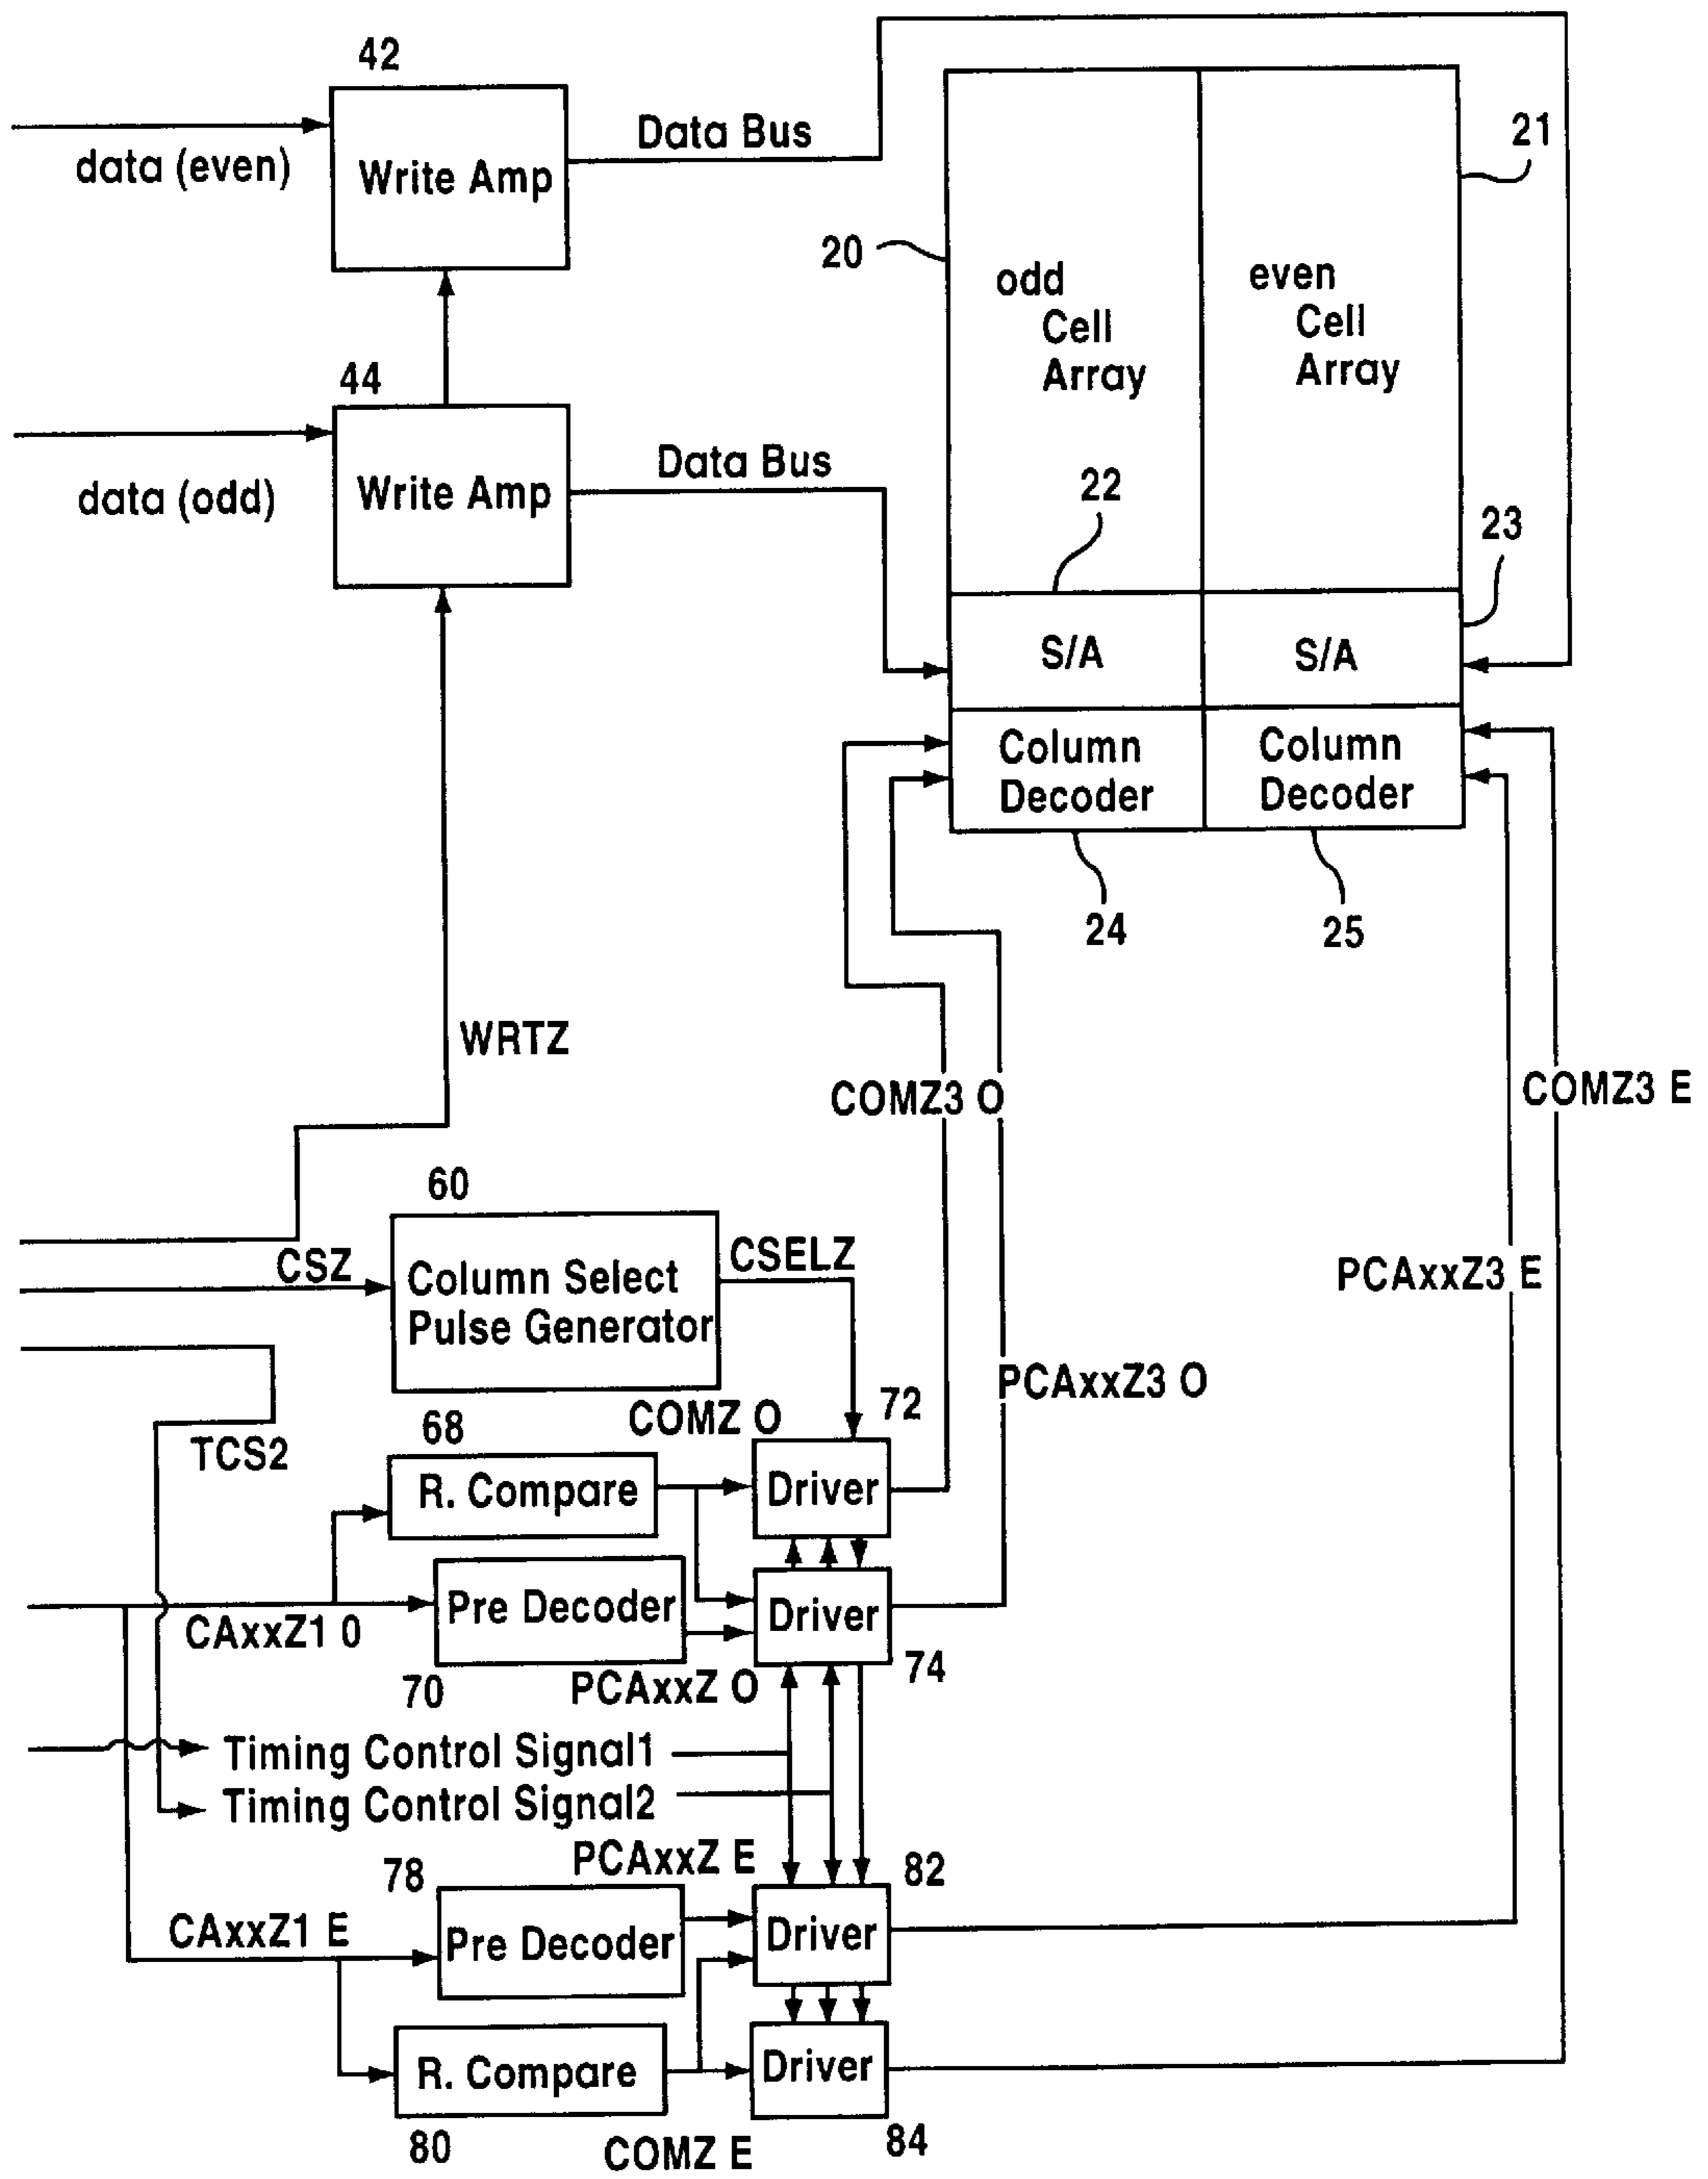 42
data (even)
Write Amp
Data Bus
21
20
odd
Cell
Array
even
Cell
Array
44
data (odd)
Write Amp
Data Bus
22
23
S/A
S/A
Column
Decoder
Column
Decoder
24
25
WRTZ
COMZ3 O
COMZ3 E
60
CSZ
Column Select
Pulse Generator
CSELZ
PCAxxZ3 E
PCAxxZ3 O
TCS2
68
COMZ O
72
R. Compare
Driver
CAxxZ1 0
Pre Decoder
Driver
70
PCAxxZ O
74
Timing Control Signal1
Timing Control Signal2
PCAxxZ E
78
82
CAxxZ1 E
Pre Decoder
Driver
R. Compare
Driver
80
COMZ E
84